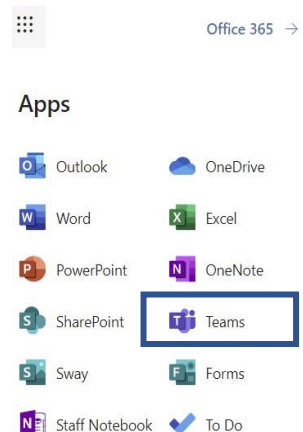 Office 365 →
Apps
Outlook OneDrive
Word Excel
PowerPoint OneNote
SharePoint Teams
Sway Forms
Staff Notebook To Do